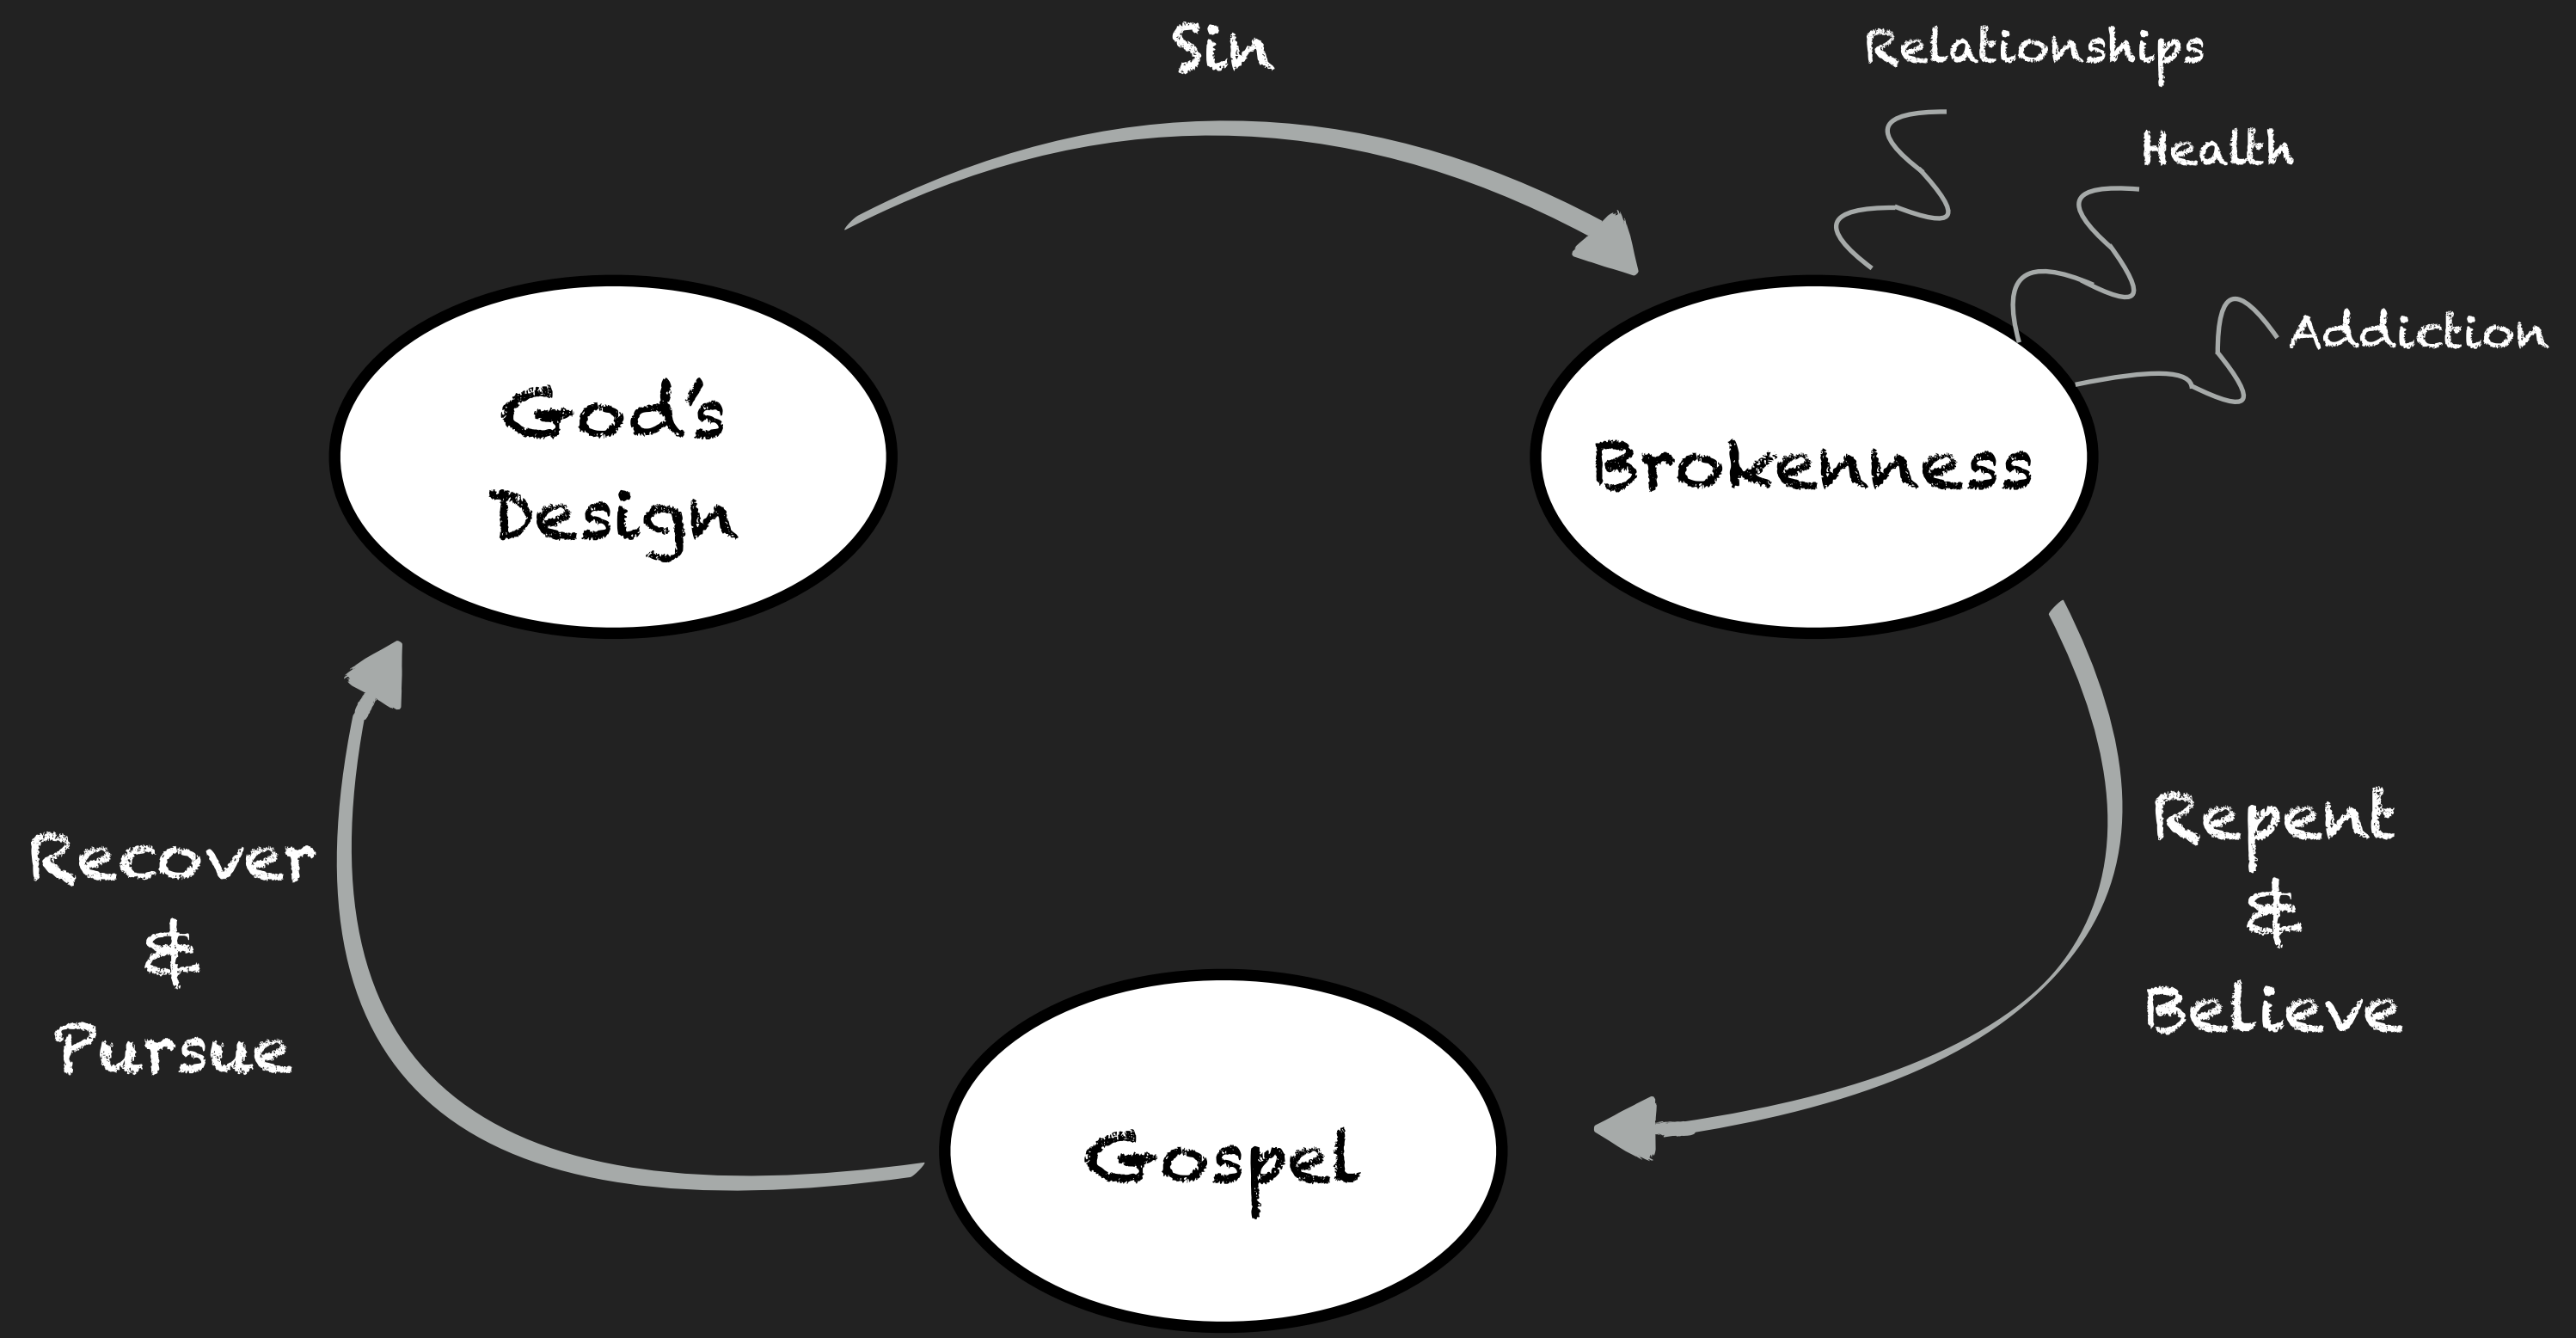 Sin
Relationships
Health
Addiction
God's
Design
Brokenness
Repent
&
Believe
Recover
&
Pursue
Gospel